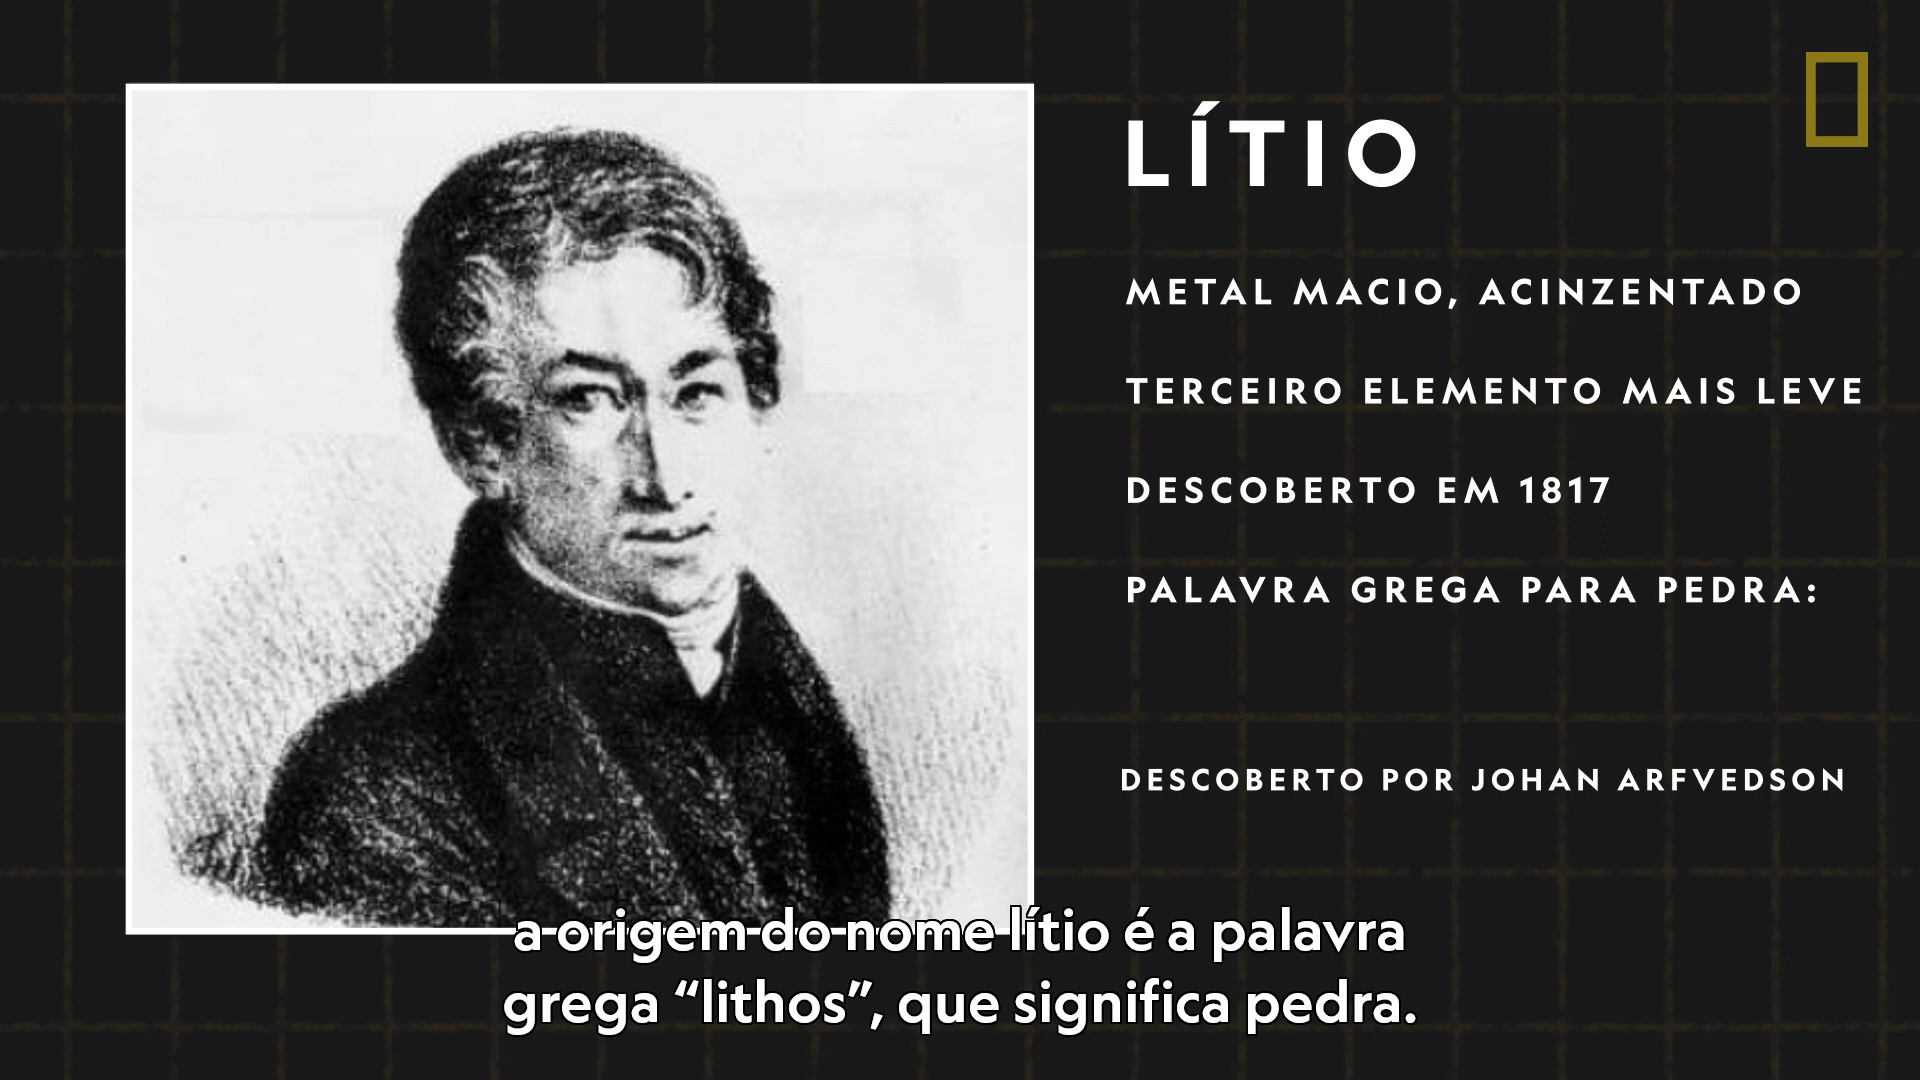 LÍTIO
METAL MACIO, ACINZENTADO
TERCEIRO ELEMENTO MAIS LEVE
DESCOBERTO EM 1817
PALAVRA GREGA PARA PEDRA:
DESCOBERTO POR JOHAN ARFVEDSON
a origem do nome lítio é a palavra
grega “lithos”, que significa pedra.